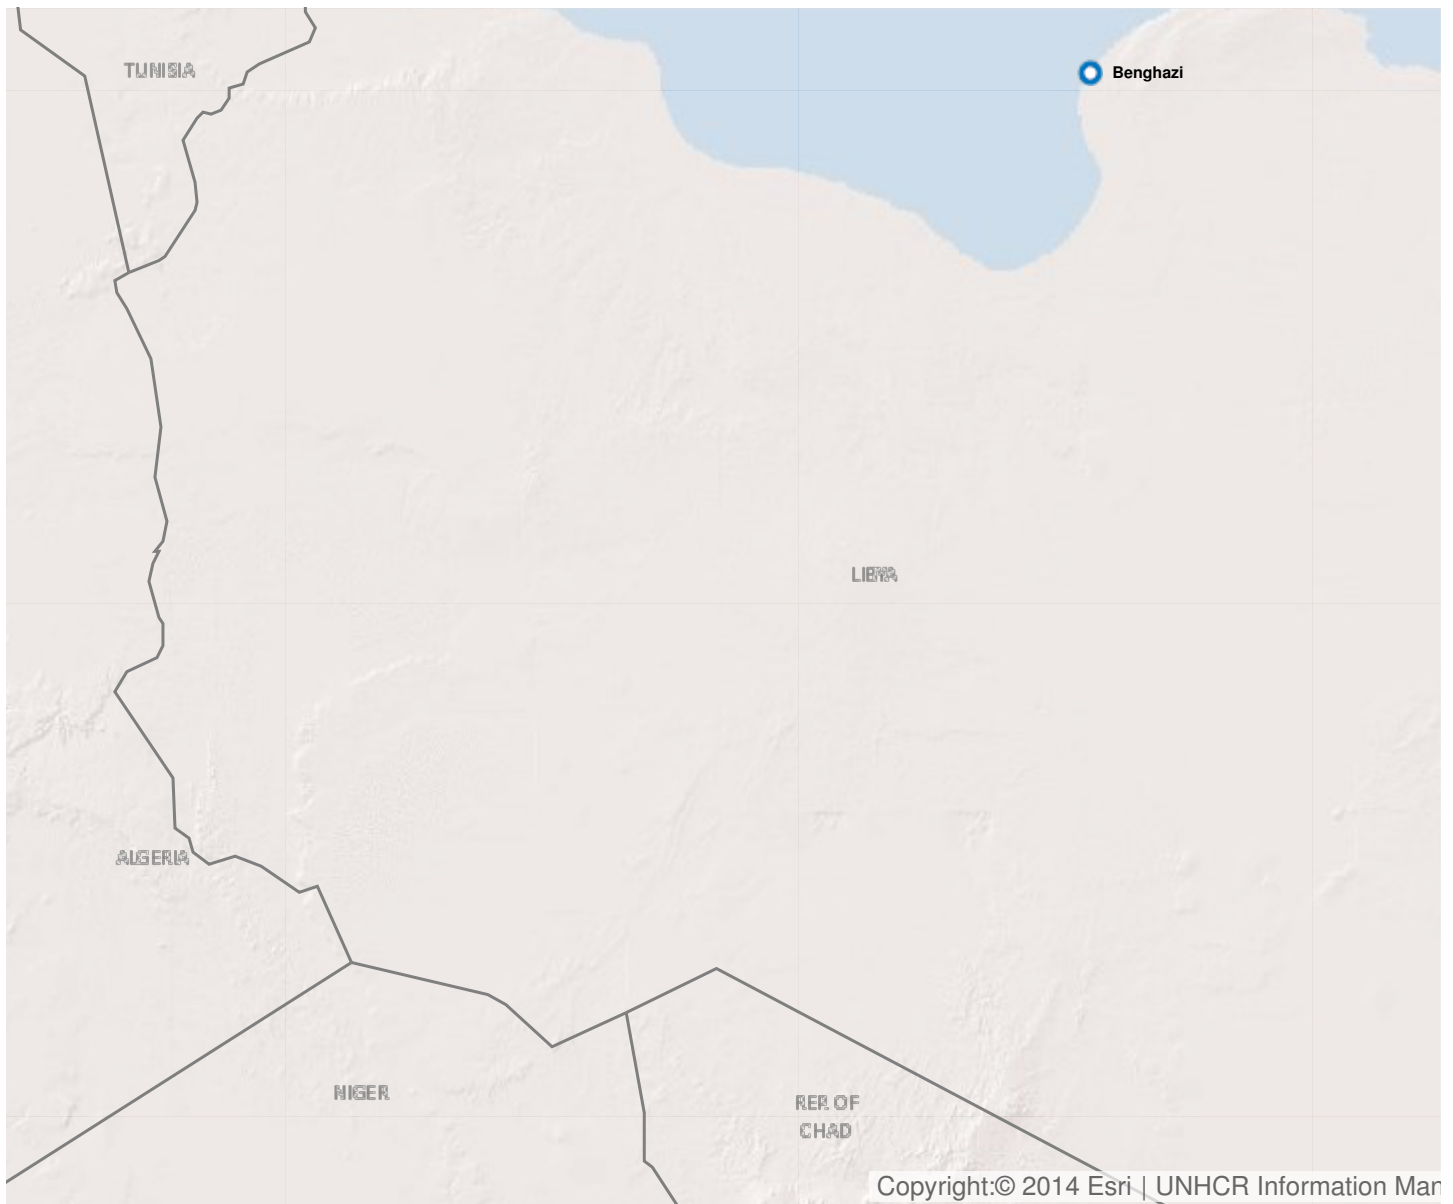 TUNISIA
Benghazi
LIBYA
ALGERIA
NIGER
REP. OF
CHAD
Copyright:© 2014 Esri | UNHCR Information Man